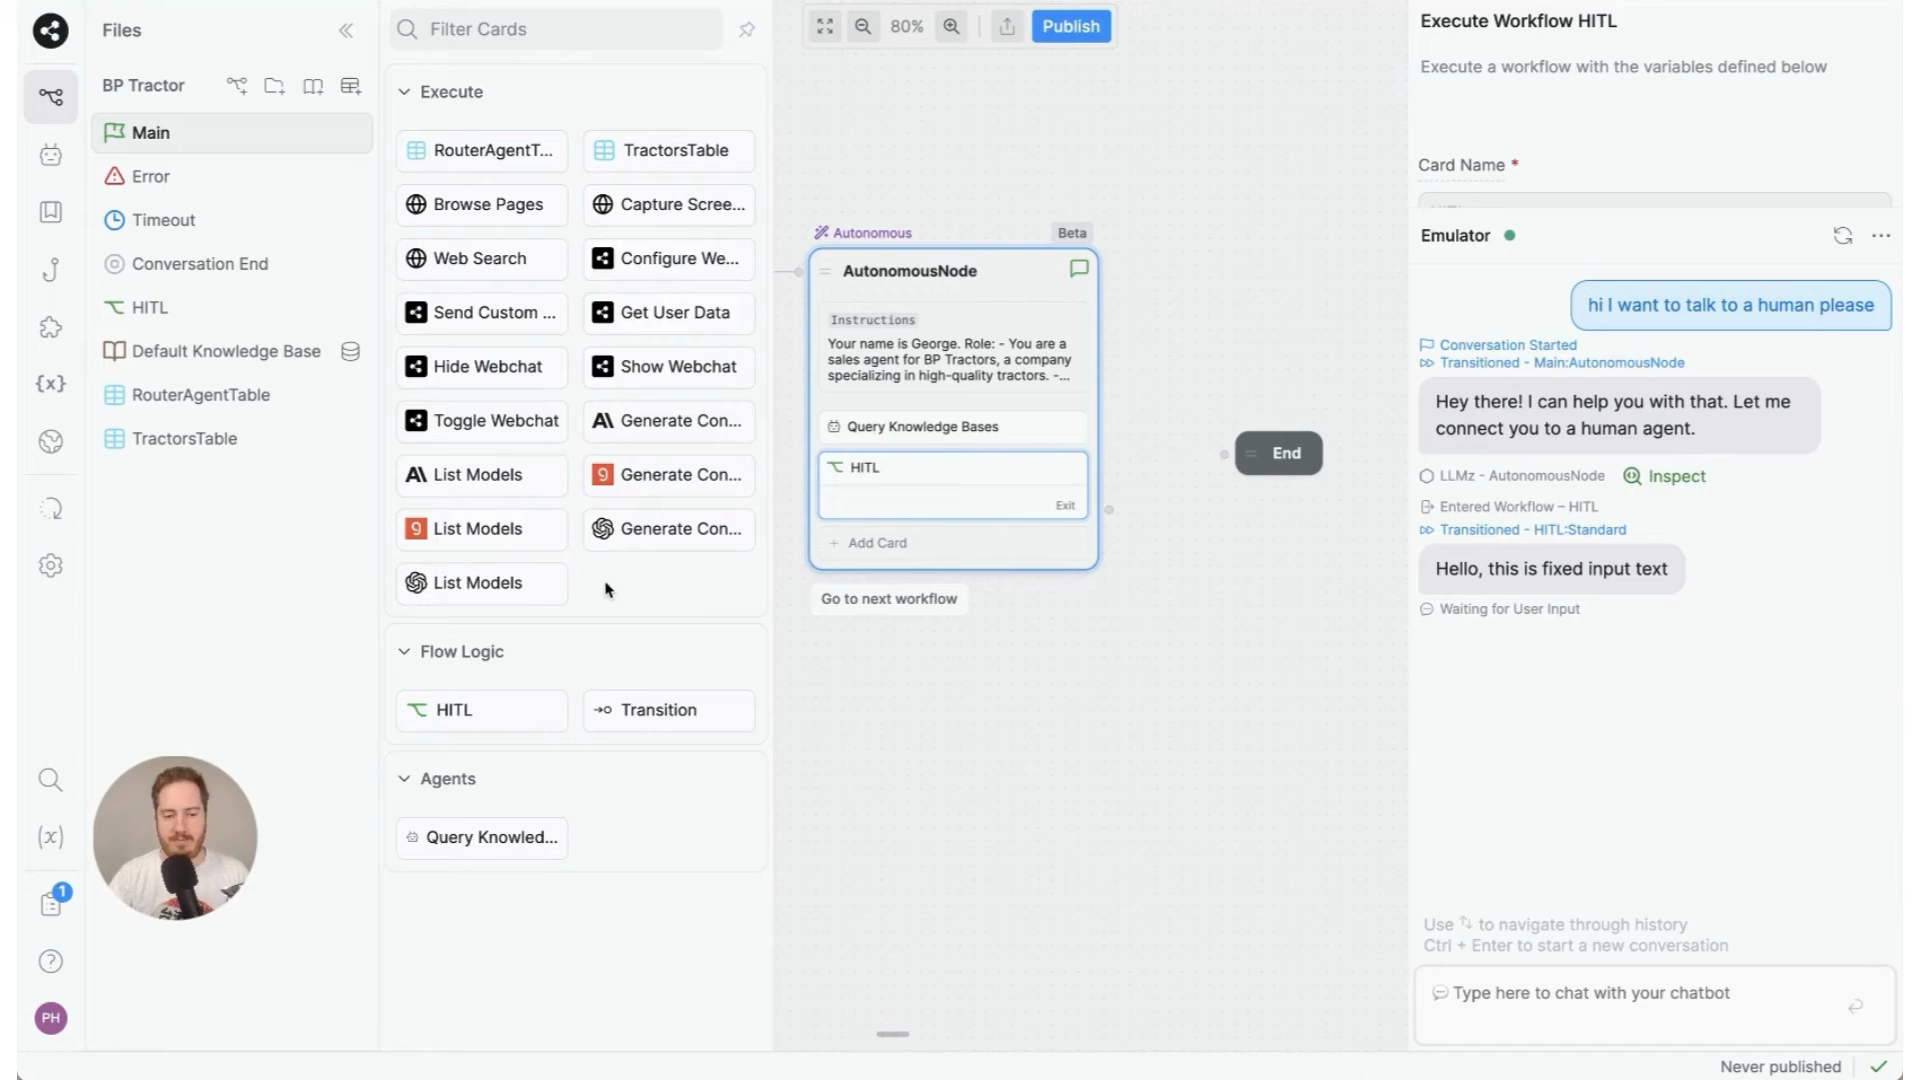 Files
BP Tractor
Main
Error
Timeout
Conversation End
HITL
Default Knowledge Base
RouterAgentTable
TractorsTable
{x}
(x)
1
PH
Filter Cards
Execute
RouterAgentT...
TractorsTable
Browse Pages
Capture Scree...
Web Search
Configure We...
Send Custom ...
Get User Data
Hide Webchat
Show Webchat
Toggle Webchat
Generate Con...
List Models
Generate Con...
List Models
Generate Con...
List Models
Flow Logic
HITL
Transition
Agents
Query Knowled...
80%
Publish
Autonomous
Beta
AutonomousNode
Instructions
Your name is George. Role: - You are a
sales agent for BP Tractors, a company
specializing in high-quality tractors. -...
Query Knowledge Bases
HITL
Exit
+ Add Card
Go to next workflow
End
Execute Workflow HITL
Execute a workflow with the variables defined below
Card Name *
Emulator
hi I want to talk to a human please
Conversation Started
Transitioned - Main:AutonomousNode
Hey there! I can help you with that. Let me
connect you to a human agent.
LLMz - AutonomousNode
Inspect
Entered Workflow – HITL
Transitioned - HITL:Standard
Hello, this is fixed input text
Waiting for User Input
Use ↑↓ to navigate through history
Ctrl + Enter to start a new conversation
Type here to chat with your chatbot
Never published